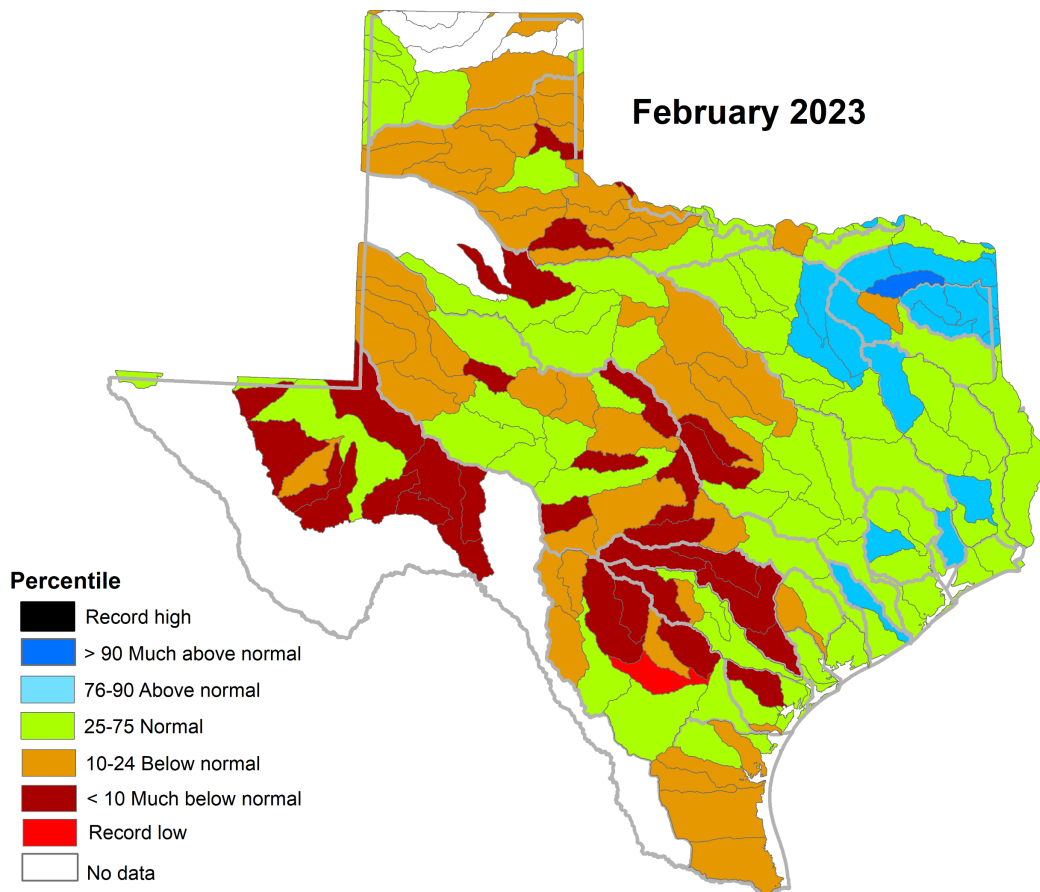 February 2023
Percentile
Record high
> 90 Much above normal
76-90 Above normal
25-75 Normal
10-24 Below normal
< 10 Much below normal
Record low
No data